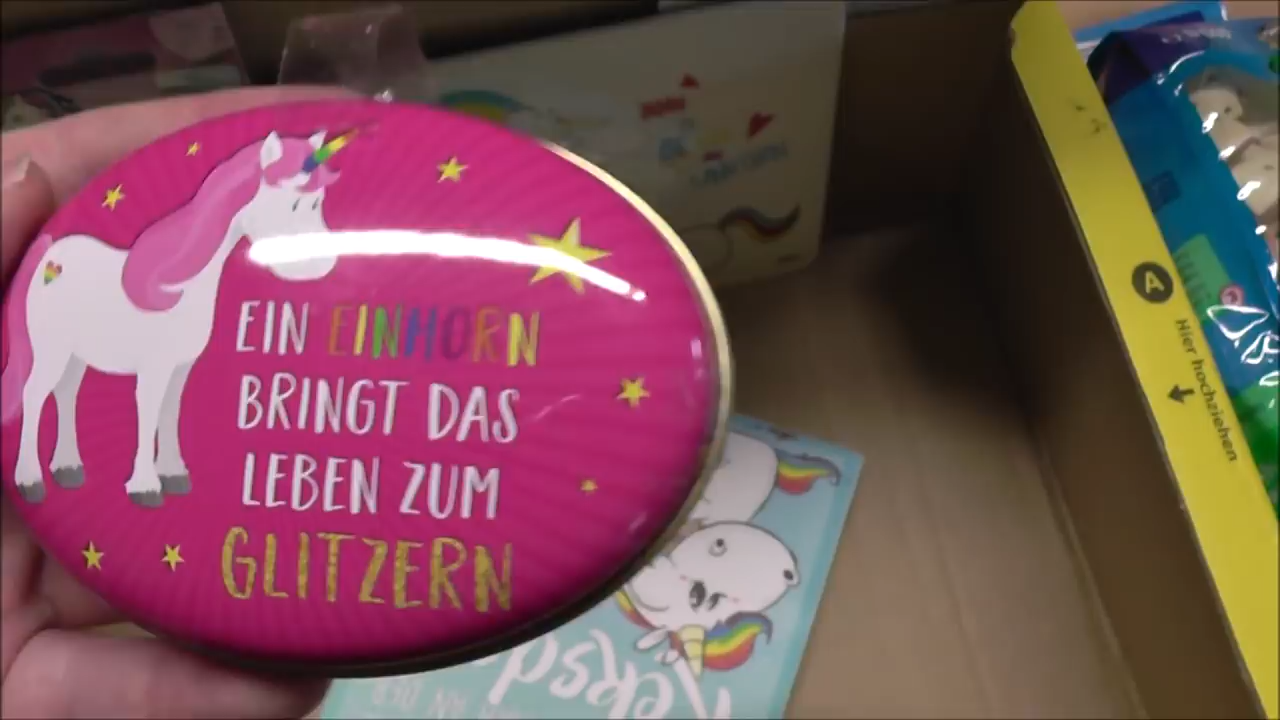 EIN EINHORN
BRINGT DAS
LEBEN ZUM
GLITZERN
A
Hier hochziehen